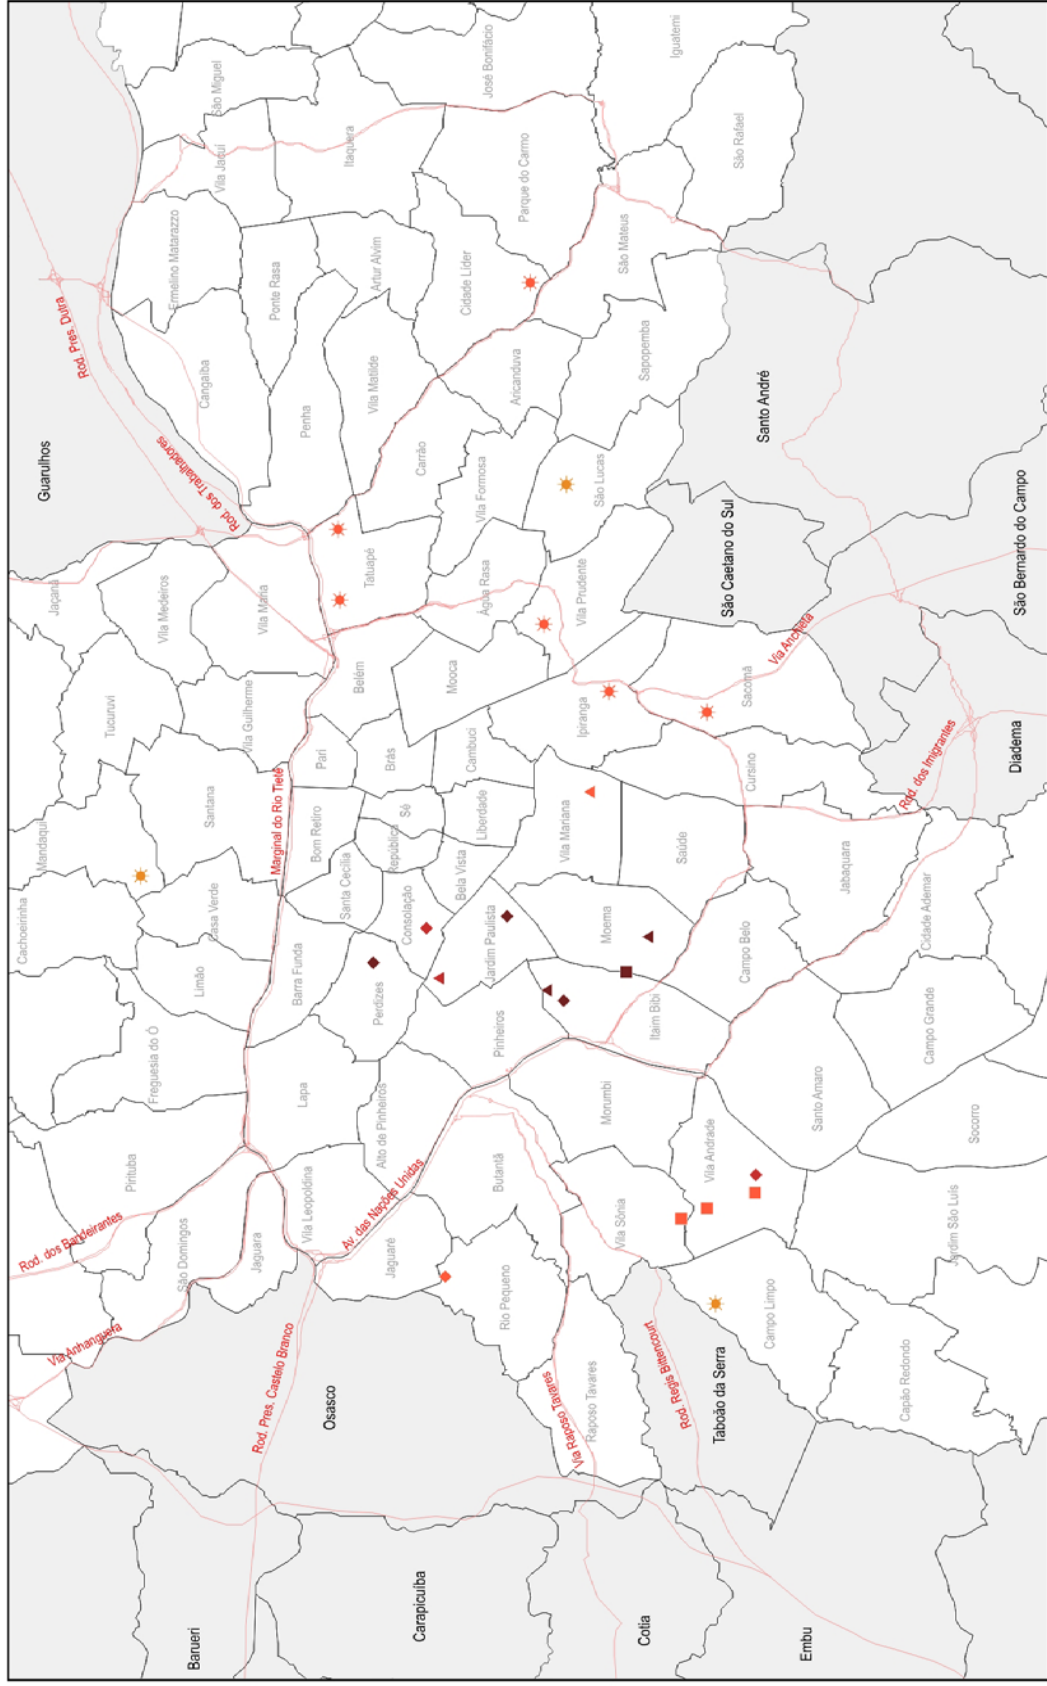 Jaçanã
Mandaqui
Cachoeirinha
Guarulhos
Rod. dos Bandeirantes
Via Anhanguera
Rod. Pres. Dutra
Tucuruvi
Pirituba
Freguesia do Ó
Vila Medeiros
Ermelino Matarazzo
São Domingos
Barueri
Limão
Casa Verde
Santana
Cangaíba
Rod. dos Trabalhadores
Vila Jacuí
São Miguel
Jaguara
Vila Guilherme
Vila Maria
Ponte Rasa
Rod. Pres. Castelo Branco
Marginal do Rio Tietê
Vila Leopoldina
Lapa
Barra Funda
Bom Retiro
Pari
Penha
Osasco
Santa Cecília
Belém
Itaquera
Jaguaré
Alto de Pinheiros
Av. das Nações Unidas
Perdizes
República
Brás
Tatuapé
Vila Matilde
Artur Alvim
Carapicuíba
Consolação
Sé
Carrão
Mooca
Bela Vista
Cambuci
Cidade Líder
Butantã
Liberdade
Água Rasa
Vila Formosa
José Bonifácio
Rio Pequeno
Pinheiros
Jardim Paulista
Aricanduva
Parque do Carmo
Via Raposo Tavares
Raposo Tavares
Vila Mariana
Ipiranga
Vila Prudente
São Lucas
Morumbi
Moema
Vila Sônia
São Mateus
Cotia
Itaim Bibi
Sapopemba
Iguatemi
Saúde
Rod. Regis Bittencourt
Taboão da Serra
Vila Andrade
São Caetano do Sul
São Rafael
Campo Belo
Cursino
Sacomã
Santo André
Campo Limpo
Via Anchieta
Embu
Santo Amaro
Jabaquara
Capão Redondo
Campo Grande
Cidade Ademar
Rod. dos Imigrantes
Jardim São Luís
Socorro
Diadema
São Bernardo do Campo